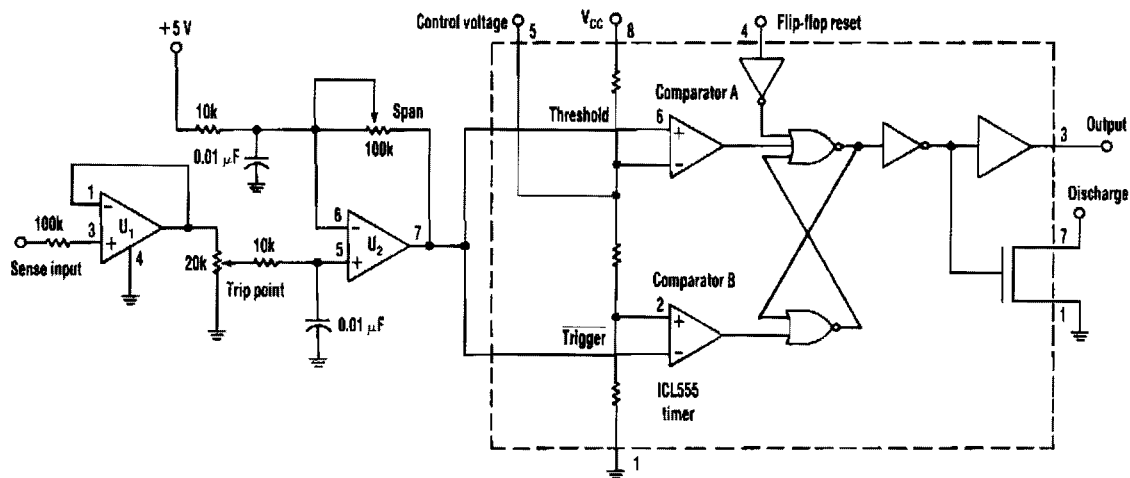 Control voltage
5
V_CC
8
4
Flip-flop reset
+5 V
10k
Span
100k
0.01 μF
Threshold
Comparator A
6
+
−
3
Output
Discharge
7
1
1
−
U1
3
+
4
100k
Sense input
20k
10k
Trip point
0.01 μF
6
−
5
+
U2
7
Comparator B
2
+
−
Trigger
ICL555
timer
1